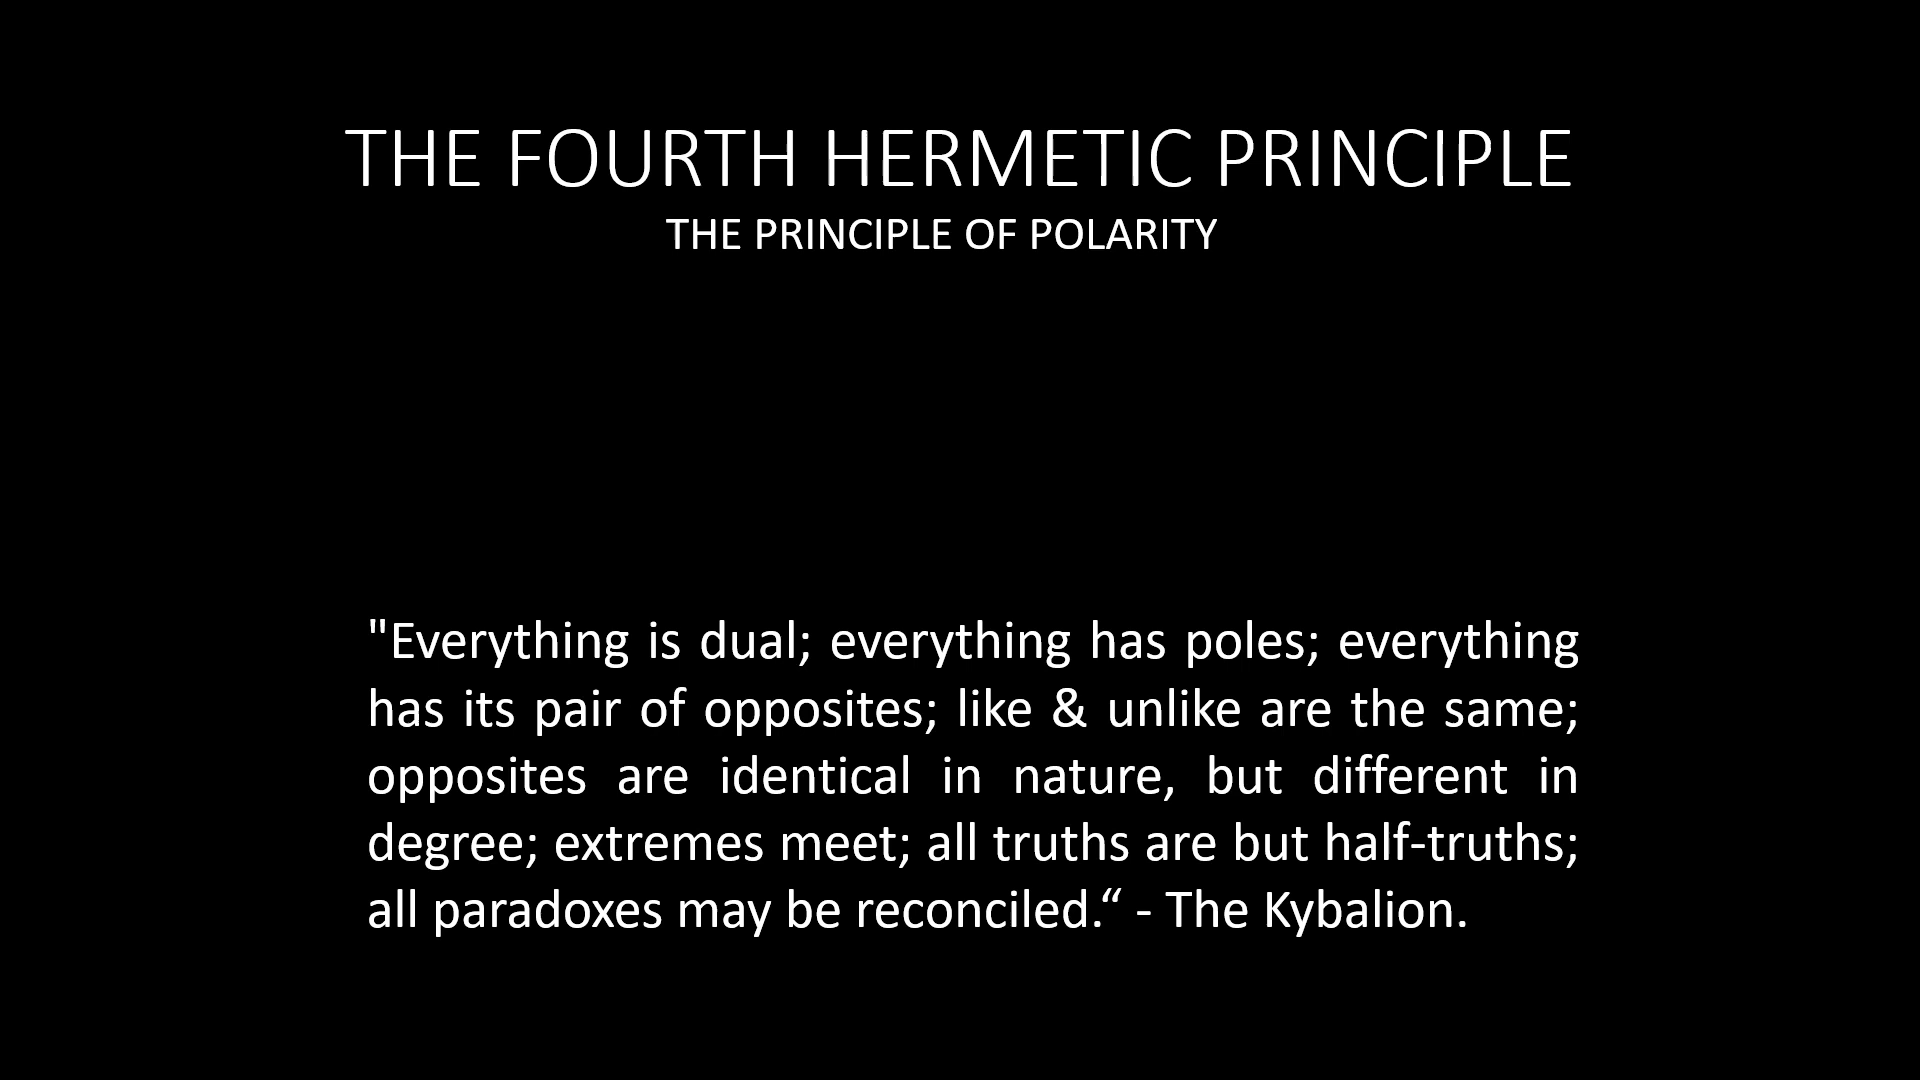 THE FOURTH HERMETIC PRINCIPLE
THE PRINCIPLE OF POLARITY
"Everything is dual; everything has poles; everything
has its pair of opposites; like & unlike are the same;
opposites are identical in nature, but different in
degree; extremes meet; all truths are but half-truths;
all paradoxes may be reconciled.“ - The Kybalion.